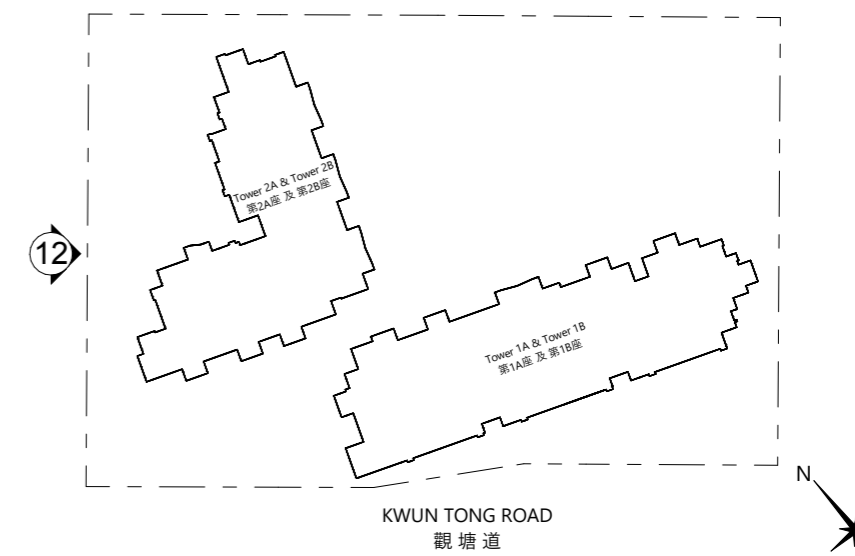 Tower 2A & Tower 2B
第2A座 及 第2B座
12
Tower 1A & Tower 1B
第1A座 及 第1B座
N
KWUN TONG ROAD
觀塘道